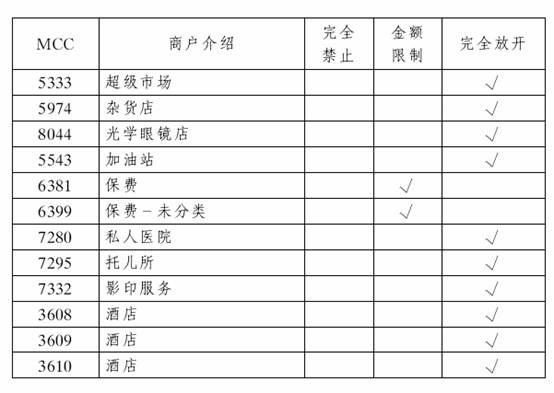 MCC 商户介绍 完全禁止 金额限制 完全放开
5333 超级市场 √
5974 杂货店 √
8044 光学眼镜店 √
5543 加油站 √
6381 保费 √
6399 保费－未分类 √
7280 私人医院 √
7295 托儿所 √
7332 影印服务 √
3608 酒店 √
3609 酒店 √
3610 酒店 √